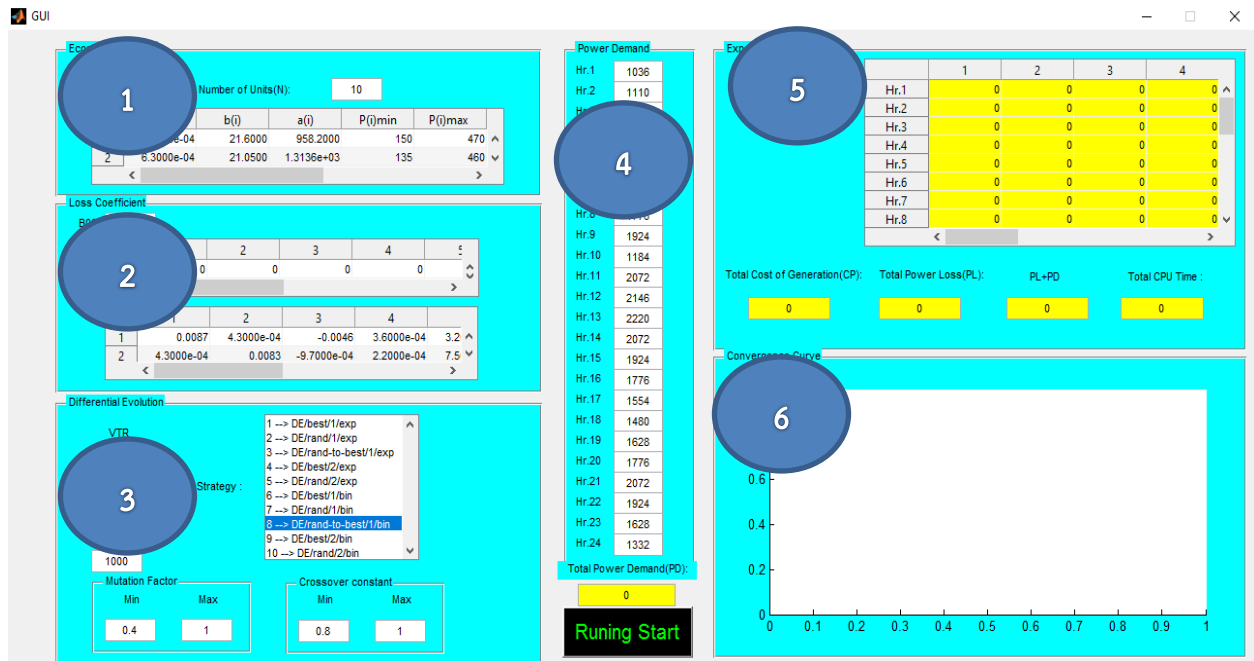 GUI
1
Number of Units(N): 10
b(i) a(i) P(i)min P(i)max
e-04 21.6000 958.2000 150 470
2 6.3000e-04 21.0500 1.3136e+03 135 460
Loss Coefficient
2
2 3 4
0 0 0 0
2 3 4
1 0.0087 4.3000e-04 -0.0046 3.6000e-04 3.2
2 4.3000e-04 0.0083 -9.7000e-04 2.2000e-04 7.5
Differential Evolution
VTR
3
Strategy :
1 --> DE/best/1/exp
2 --> DE/rand/1/exp
3 --> DE/rand-to-best/1/exp
4 --> DE/best/2/exp
5 --> DE/rand/2/exp
6 --> DE/best/1/bin
7 --> DE/rand/1/bin
8 --> DE/rand-to-best/1/bin
9 --> DE/best/2/bin
10 --> DE/rand/2/bin
1000
Mutation Factor
Min Max
0.4 1
Crossover constant
Min Max
0.8 1
Power Demand
Hr.1 1036
Hr.2 1110
4
Hr.8 1776
Hr.9 1924
Hr.10 1184
Hr.11 2072
Hr.12 2146
Hr.13 2220
Hr.14 2072
Hr.15 1924
Hr.16 1776
Hr.17 1554
Hr.18 1480
Hr.19 1628
Hr.20 1776
Hr.21 2072
Hr.22 1924
Hr.23 1628
Hr.24 1332
Total Power Demand(PD):
0
Runing Start
5
1 2 3 4
Hr.1 0 0 0 0
Hr.2 0 0 0 0
Hr.3 0 0 0 0
Hr.4 0 0 0 0
Hr.5 0 0 0 0
Hr.6 0 0 0 0
Hr.7 0 0 0 0
Hr.8 0 0 0 0
Total Cost of Generation(CP): Total Power Loss(PL): PL+PD Total CPU Time :
0 0 0 0
Convergence Curve
6
0.6
0.4
0.2
0
0 0.1 0.2 0.3 0.4 0.5 0.6 0.7 0.8 0.9 1